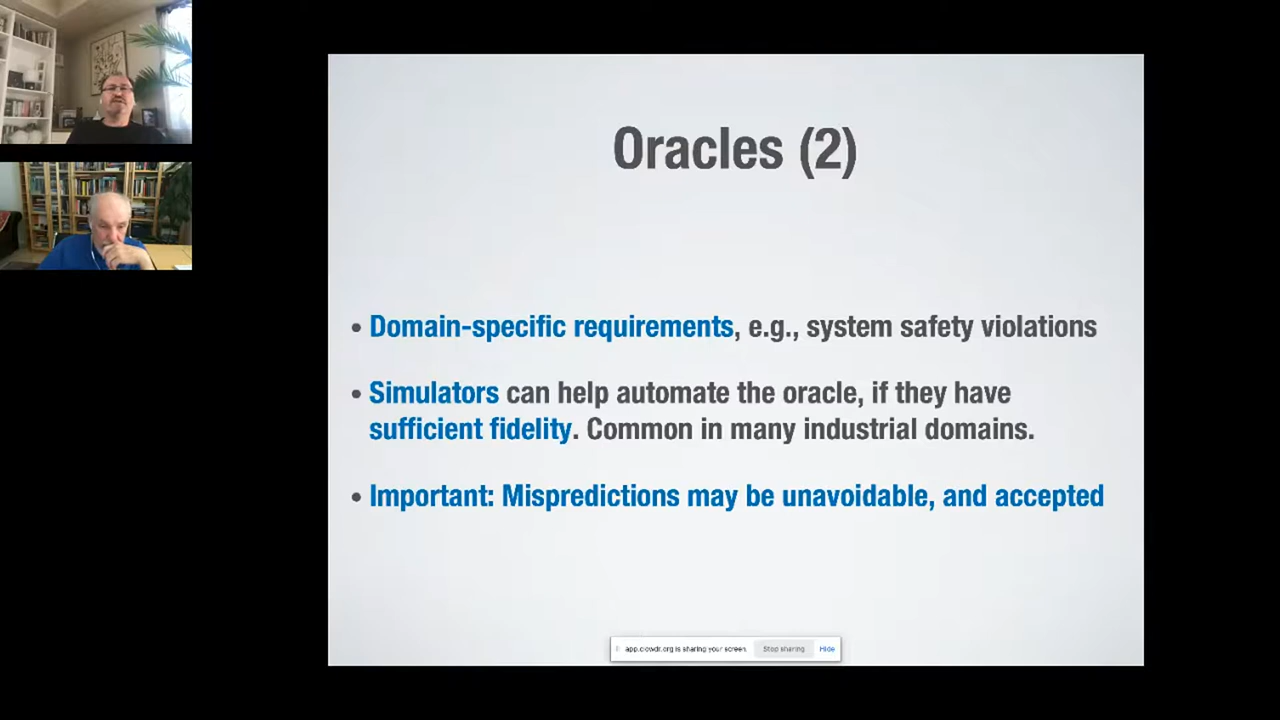 Oracles (2)
• Domain-specific requirements, e.g., system safety violations
• Simulators can help automate the oracle, if they have
sufficient fidelity. Common in many industrial domains.
• Important: Mispredictions may be unavoidable, and accepted
app.clowdr.org is sharing your screen. Stop sharing Hide